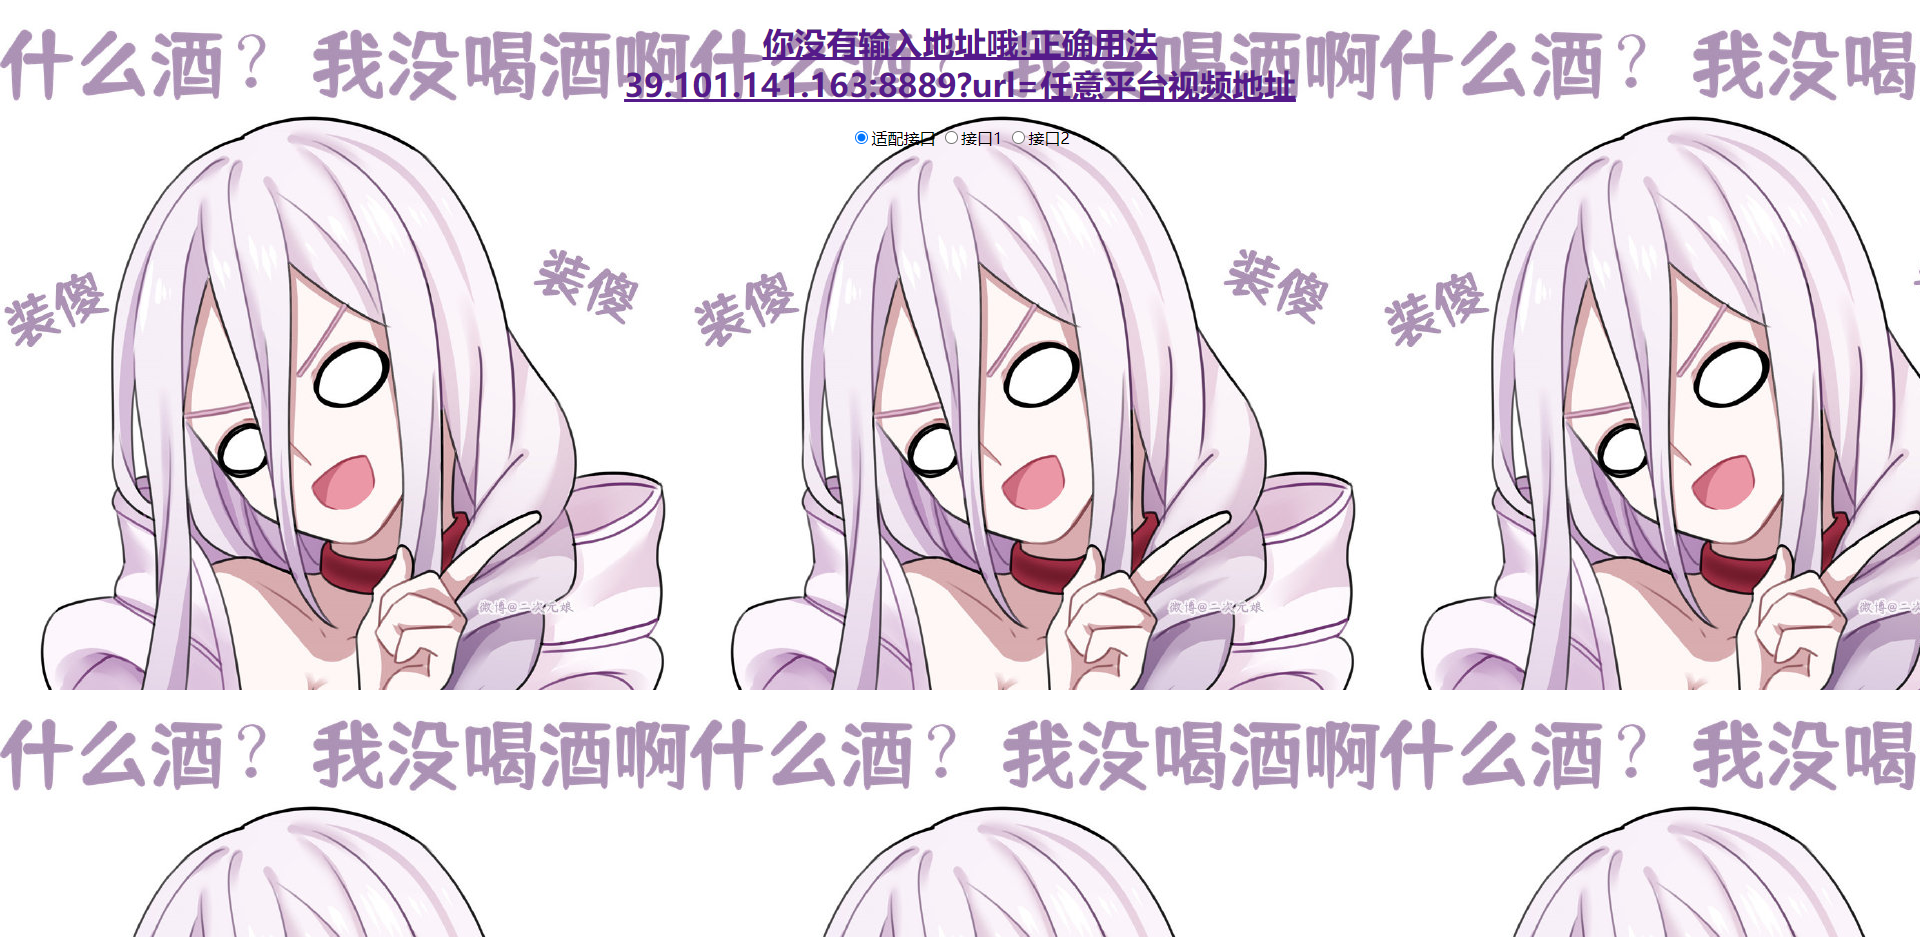 什么酒？ 我没喝酒啊什么酒？ 我没喝酒啊什么酒？ 我没喝
你没有输入地址哦!正确用法
39.101.141.163:8889?url=任意平台视频地址
适配接口 接口1 接口2
装傻 装傻 装傻 装傻 装傻
微博@二次元娘 微博@二次元娘 微博@二次
什么酒？ 我没喝酒啊什么酒？ 我没喝酒啊什么酒？ 我没喝